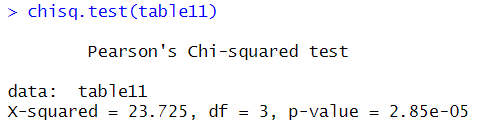 > chisq.test(table11)
Pearson's Chi-squared test
data:  table11
X-squared = 23.725, df = 3, p-value = 2.85e-05